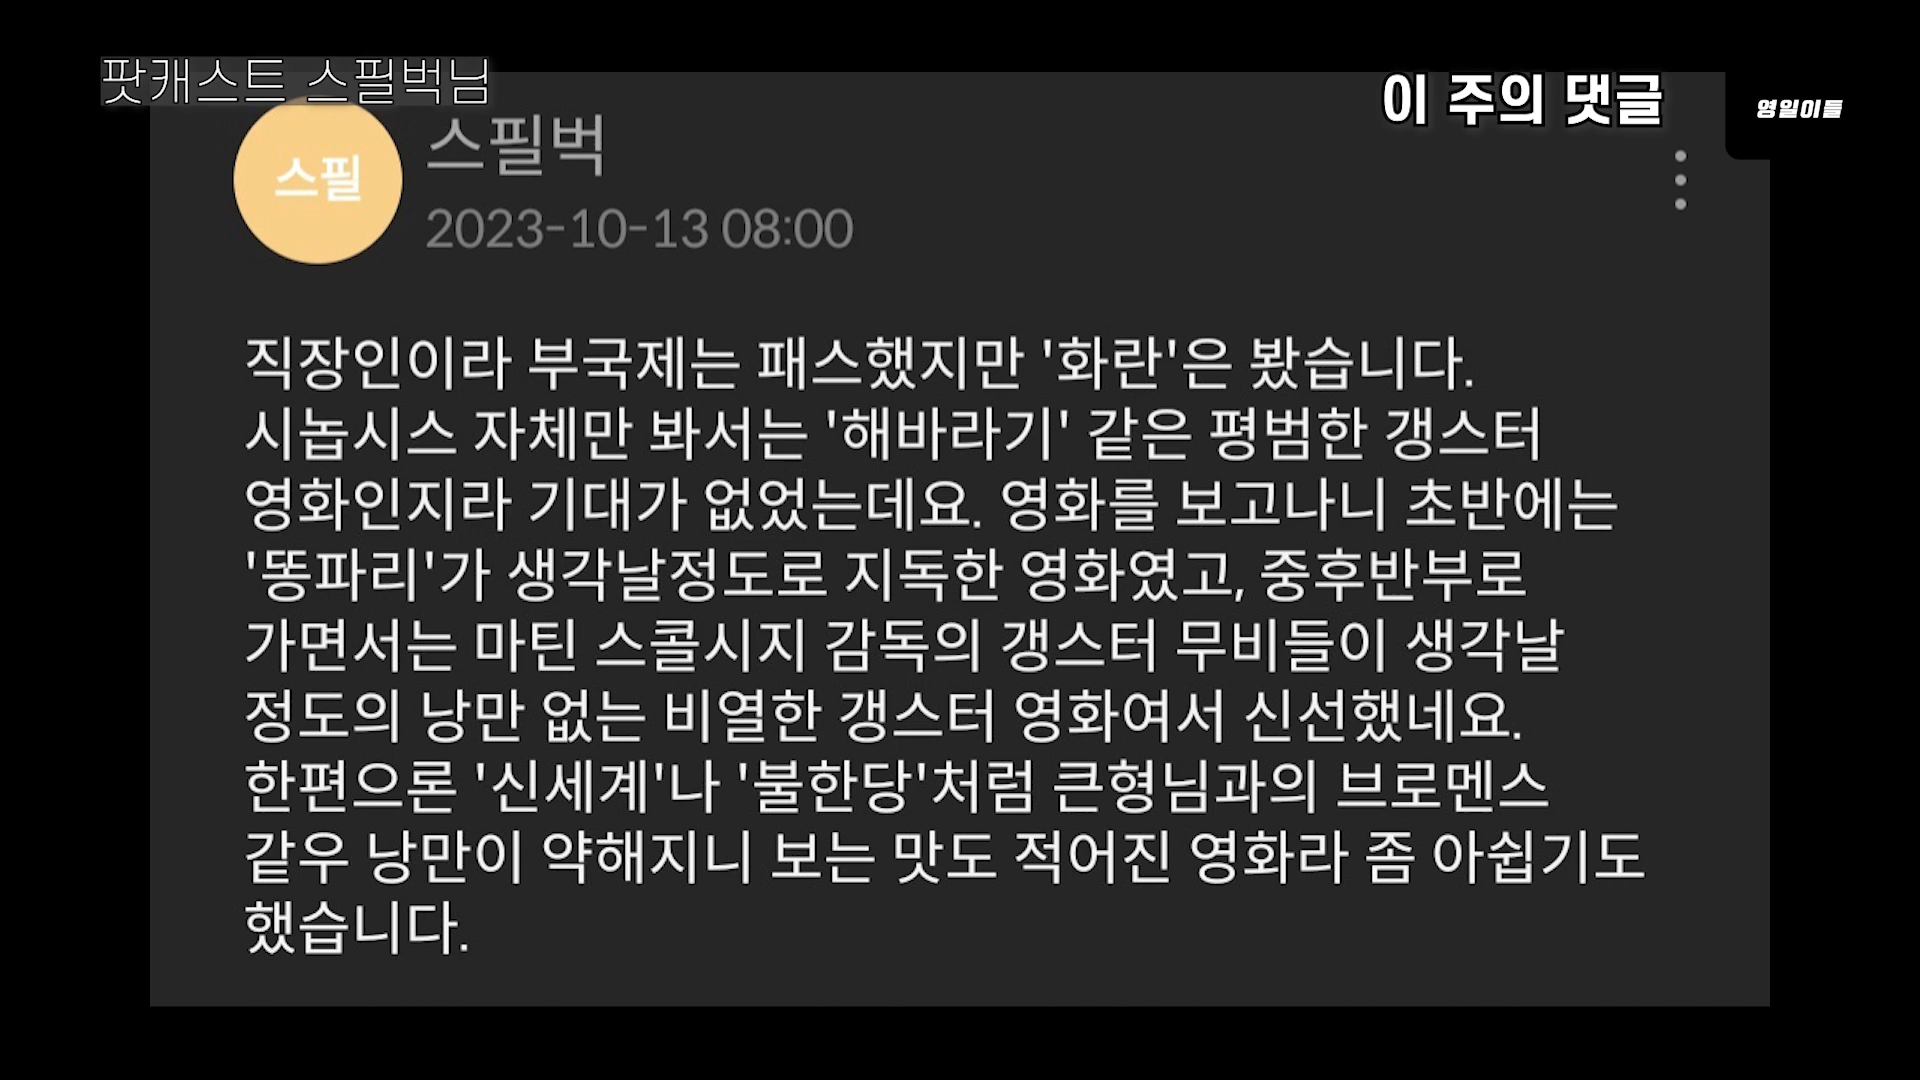 팟캐스트 스필벅님
이 주의 댓글
영일이들
스필
스필벅
2023-10-13 08:00
직장인이라 부국제는 패스했지만 '화란'은 봤습니다.
시놉시스 자체만 봐서는 '해바라기' 같은 평범한 갱스터
영화인지라 기대가 없었는데요. 영화를 보고나니 초반에는
'똥파리'가 생각날정도로 지독한 영화였고, 중후반부로
가면서는 마틴 스콜시지 감독의 갱스터 무비들이 생각날
정도의 낭만 없는 비열한 갱스터 영화여서 신선했네요.
한편으론 '신세계'나 '불한당'처럼 큰형님과의 브로멘스
같우 낭만이 약해지니 보는 맛도 적어진 영화라 좀 아쉽기도
했습니다.